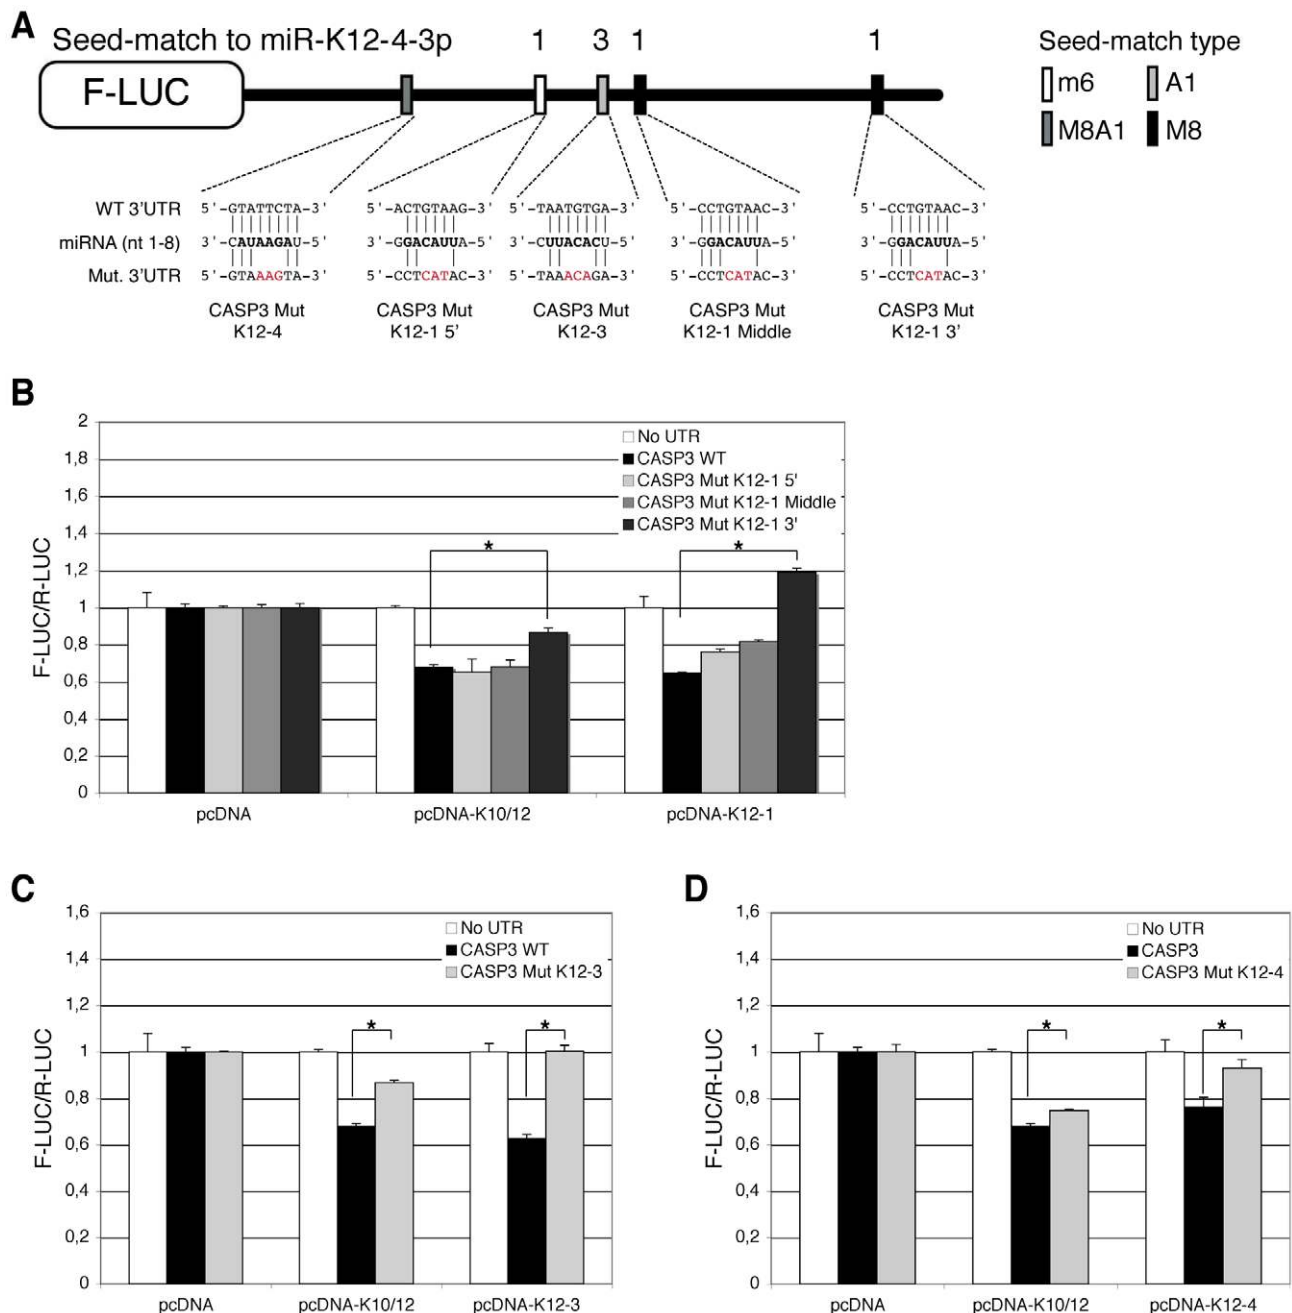 A
Seed-match to miR-K12-4-3p 1 3 1 1
Seed-match type
F-LUC
m6 A1
M8A1 M8
WT 3'UTR 5'-GTATTCTA-3' 5'-ACTGTAAG-3' 5'-TAATGTGA-3' 5'-CCTGTAAC-3' 5'-CCTGTAAC-3'
miRNA (nt 1-8) 3'-CAUAAGAU-5' 3'-GGACAUUA-5' 3'-CUUACACU-5' 3'-GGACAUUA-5' 3'-GGACAUUA-5'
Mut. 3'UTR 5'-GTAAAGTA-3' 5'-CCTCATAC-3' 5'-TAAACAGA-3' 5'-CCTCATAC-3' 5'-CCTCATAC-3'
CASP3 Mut CASP3 Mut CASP3 Mut CASP3 Mut CASP3 Mut
K12-4 K12-1 5’ K12-3 K12-1 Middle K12-1 3’
B
F-LUC/R-LUC
2
1,8
1,6
1,4
1,2
1
0,8
0,6
0,4
0,2
0
No UTR
CASP3 WT
CASP3 Mut K12-1 5'
CASP3 Mut K12-1 Middle
CASP3 Mut K12-1 3'
* *
pcDNA pcDNA-K10/12 pcDNA-K12-1
C
F-LUC/R-LUC
1,6
1,4
1,2
1
0,8
0,6
0,4
0,2
0
No UTR
CASP3 WT
CASP3 Mut K12-3
* *
pcDNA pcDNA-K10/12 pcDNA-K12-3
D
F-LUC/R-LUC
1,6
1,4
1,2
1
0,8
0,6
0,4
0,2
0
No UTR
CASP3
CASP3 Mut K12-4
* *
pcDNA pcDNA-K10/12 pcDNA-K12-4